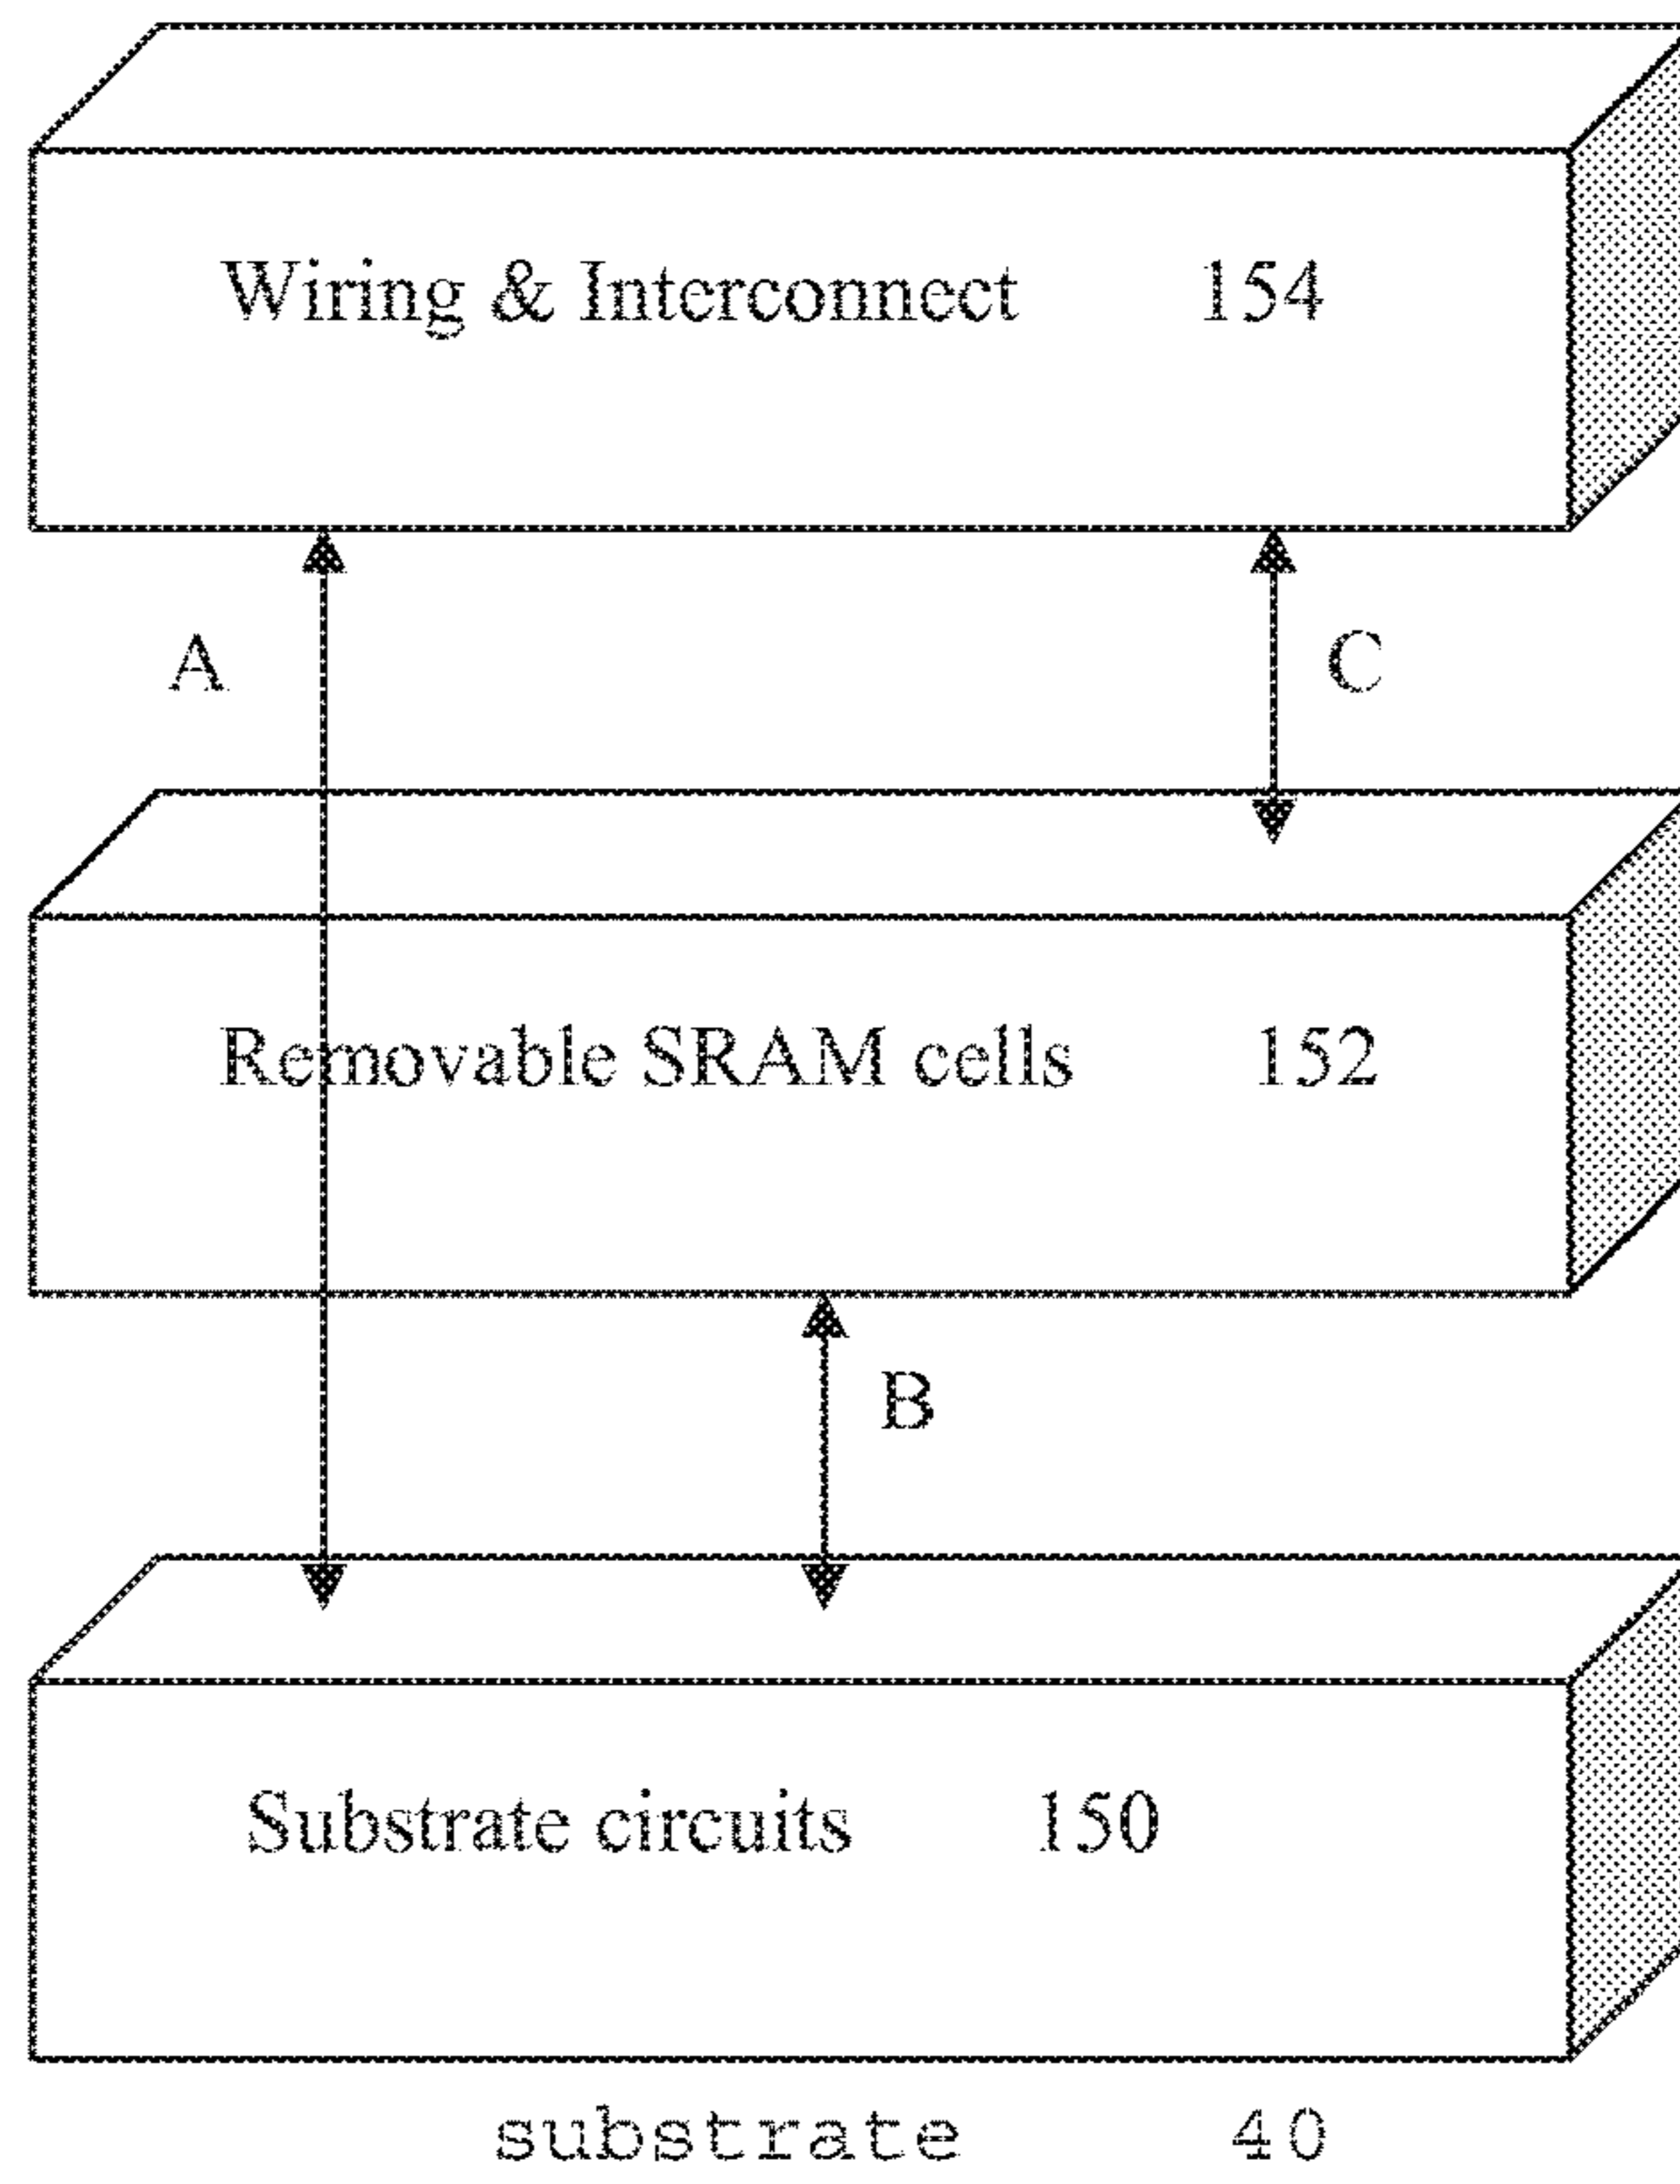 Wiring & Interconnect 154
A
C
Removable SRAM cells 152
B
Substrate circuits 150
substrate 40